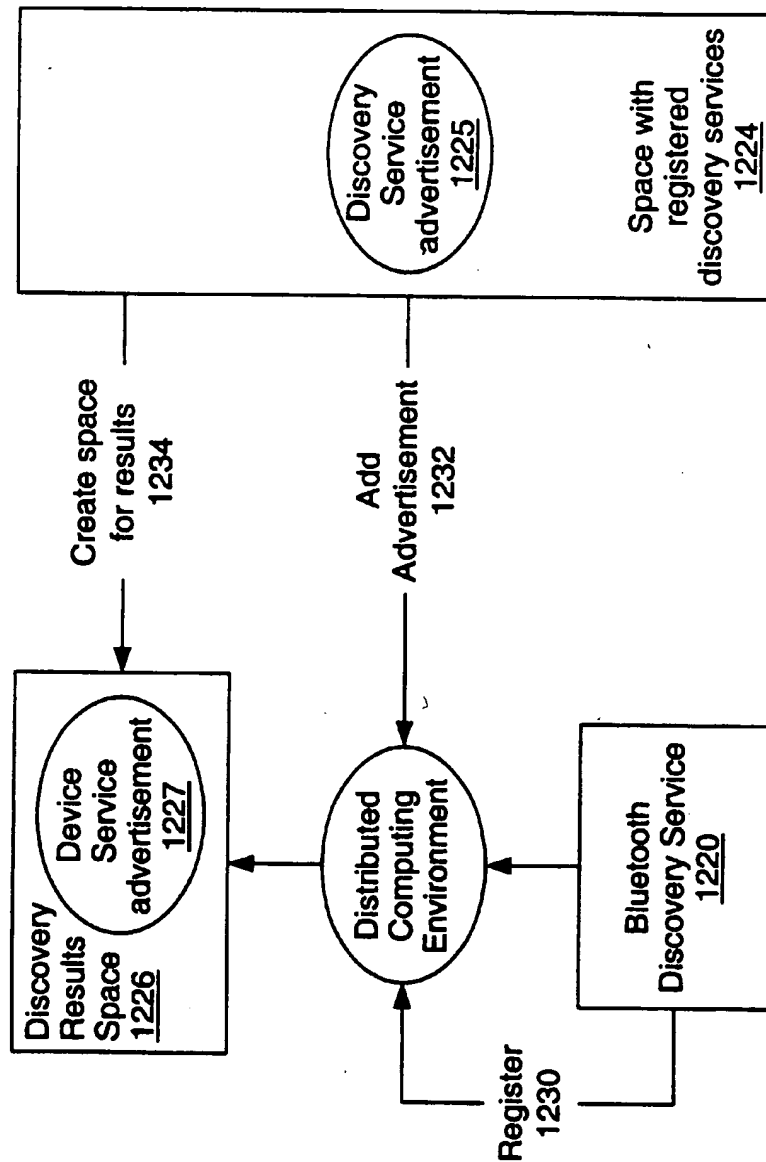 Discovery
Results
Space
1226
Device
Service
advertisement
1227
Create space
for results
1234
Distributed
Computing
Environment
Add
Advertisement
1232
Discovery
Service
advertisement
1225
Register
1230
Bluetooth
Discovery Service
1220
Space with
registered
discovery services
1224